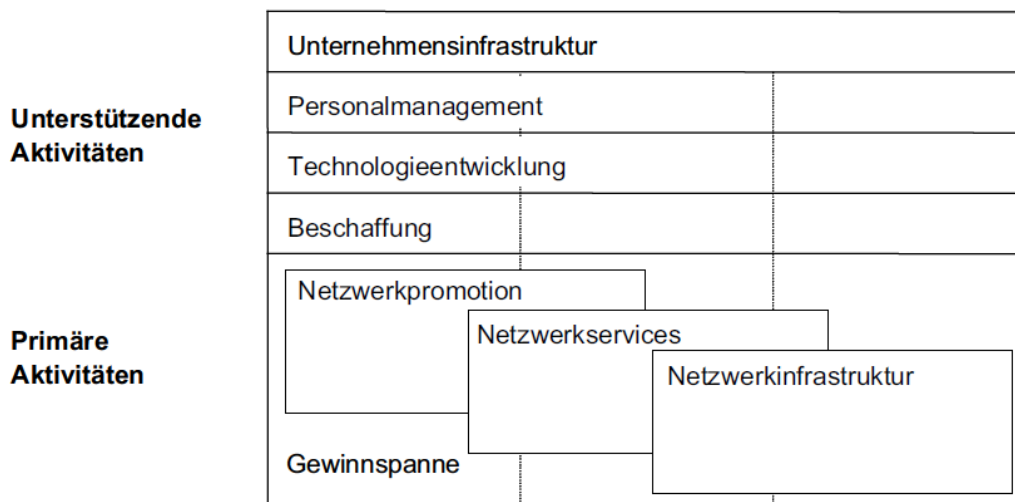 Unternehmensinfrastruktur
Unterstützende
Aktivitäten
Personalmanagement
Technologieentwicklung
Beschaffung
Primäre
Aktivitäten
Netzwerkpromotion
Netzwerkservices
Netzwerkinfrastruktur
Gewinnspanne